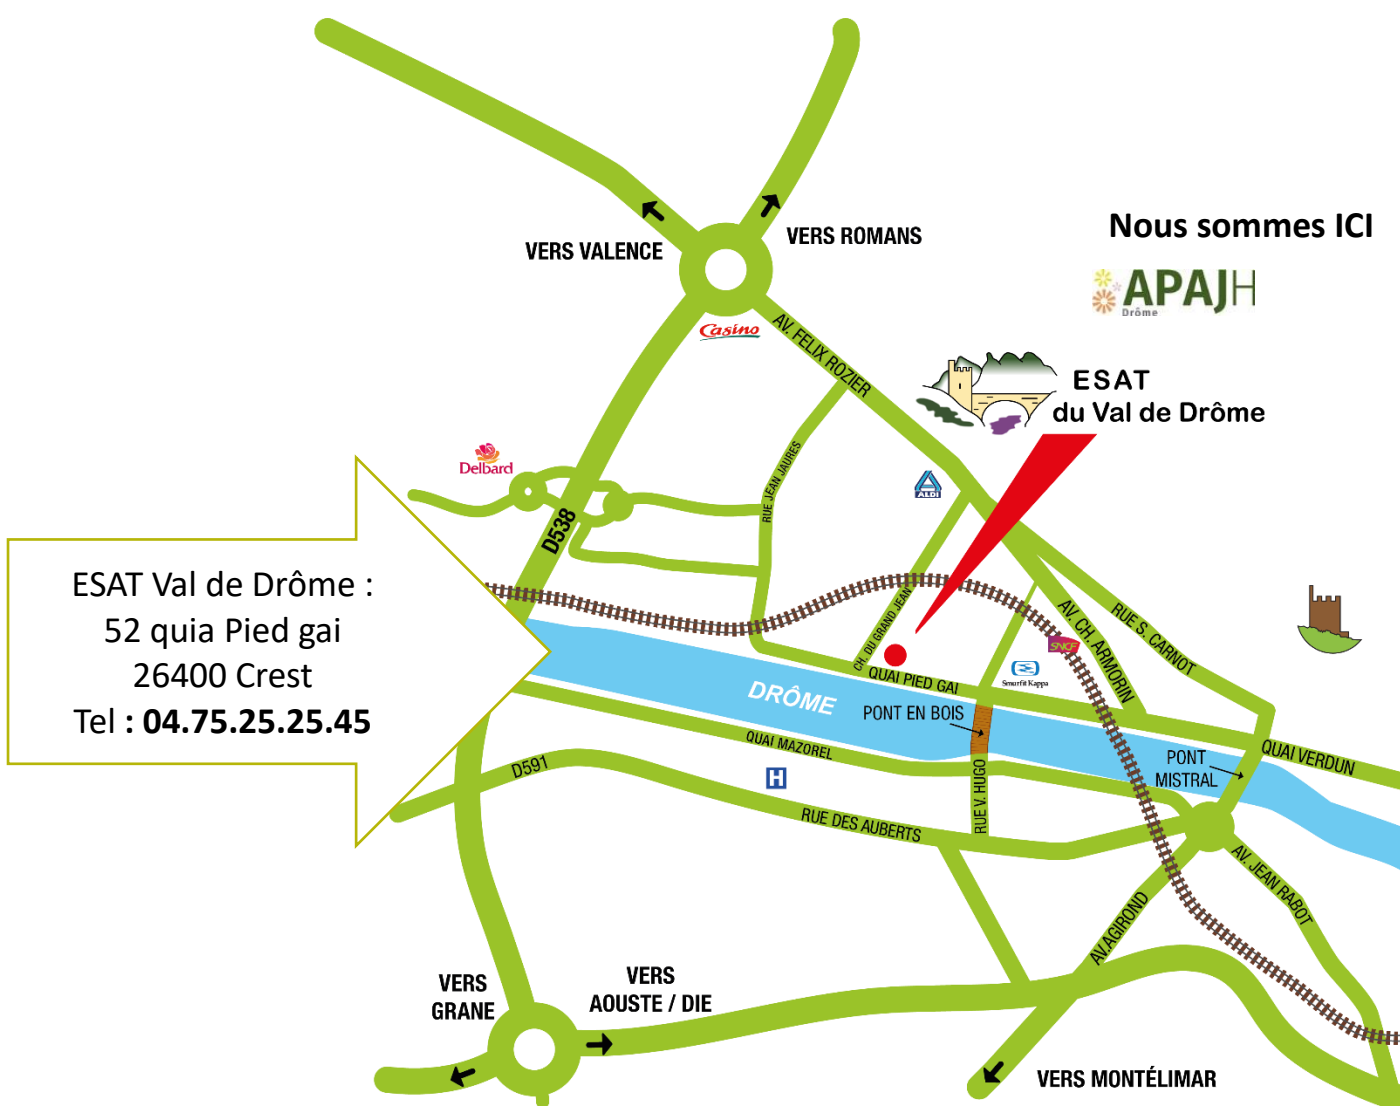 VERS VALENCE
VERS ROMANS
Nous sommes ICI
APAJH
Drôme
Casino
AV. FELIX ROZIER
ESAT
du Val de Drôme
Delbard
RUE JEAN JAURES
ALDI
D538
ESAT Val de Drôme :
52 quia Pied gai
26400 Crest
Tel : 04.75.25.25.45
CH. DU GRAND JEAN
AV. CH. ARMORIN
RUE S. CARNOT
SNCF
Smurfit Kappa
QUAI PIED GAI
DRÔME
PONT EN BOIS
QUAI MAZOREL
QUAI VERDUN
PONT
MISTRAL
D591
H
RUE V. HUGO
RUE DES AUBERTS
AV. JEAN RABOT
AV.AGIROND
VERS
GRANE
VERS
AOUSTE / DIE
VERS MONTÉLIMAR